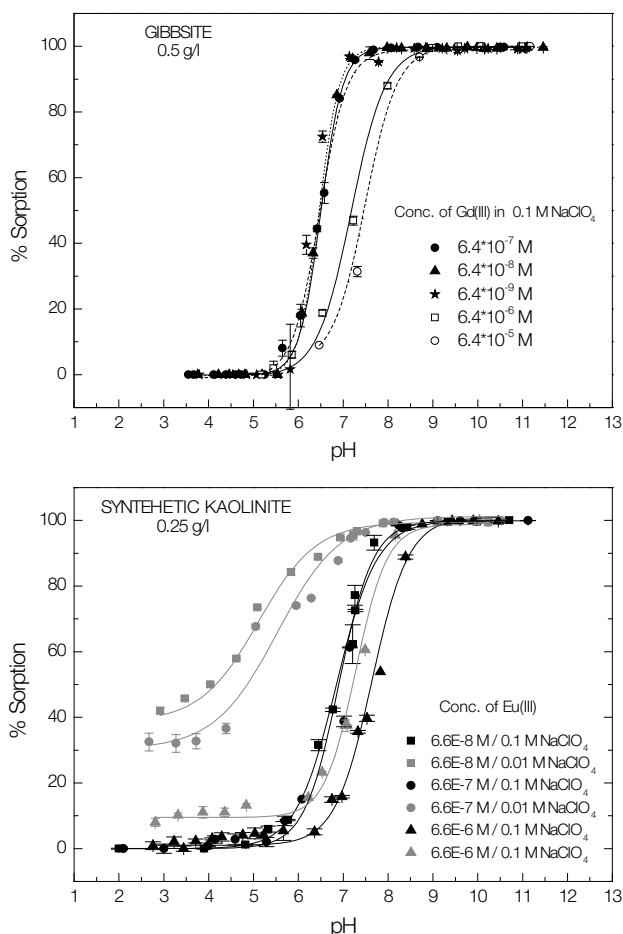 GIBBSITE
0.5 g/l
100
80
60
40
20
0
% Sorption
Conc. of Gd(III) in 0.1 M NaClO4
6.4*10-7 M
6.4*10-8 M
6.4*10-9 M
6.4*10-6 M
6.4*10-5 M
1 2 3 4 5 6 7 8 9 10 11 12 13
pH
SYNTEHETIC KAOLINITE
0.25 g/l
100
80
60
40
20
0
% Sorption
Conc. of Eu(III)
6.6E-8 M / 0.1 M NaClO4
6.6E-8 M / 0.01 M NaClO4
6.6E-7 M / 0.1 M NaClO4
6.6E-7 M / 0.01 M NaClO4
6.6E-6 M / 0.1 M NaClO4
6.6E-6 M / 0.1 M NaClO4
1 2 3 4 5 6 7 8 9 10 11 12 13
pH